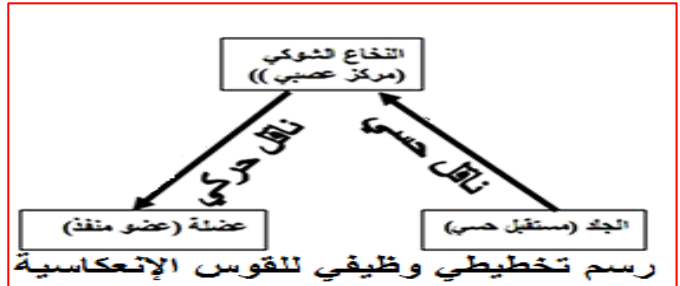 النخاع الشوكي
(مركز عصبي ))
ناقل حسي
ناقل حركي
الجلد (مستقبل حسي)
عضلة (عضو منفذ)
رسم تخطيطي وظيفي للقوس الإنعكاسية